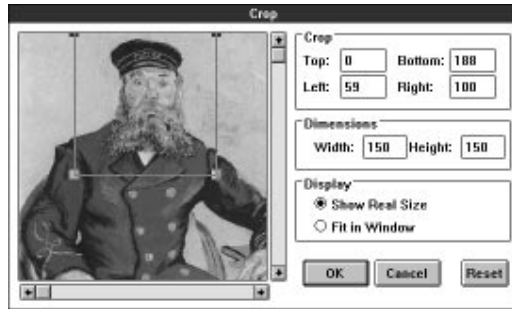 Crop
Crop
Top: 0 Bottom: 188
Left: 59 Right: 100
Dimensions
Width: 150 Height: 150
Display
Show Real Size
Fit in Window
OK Cancel Reset